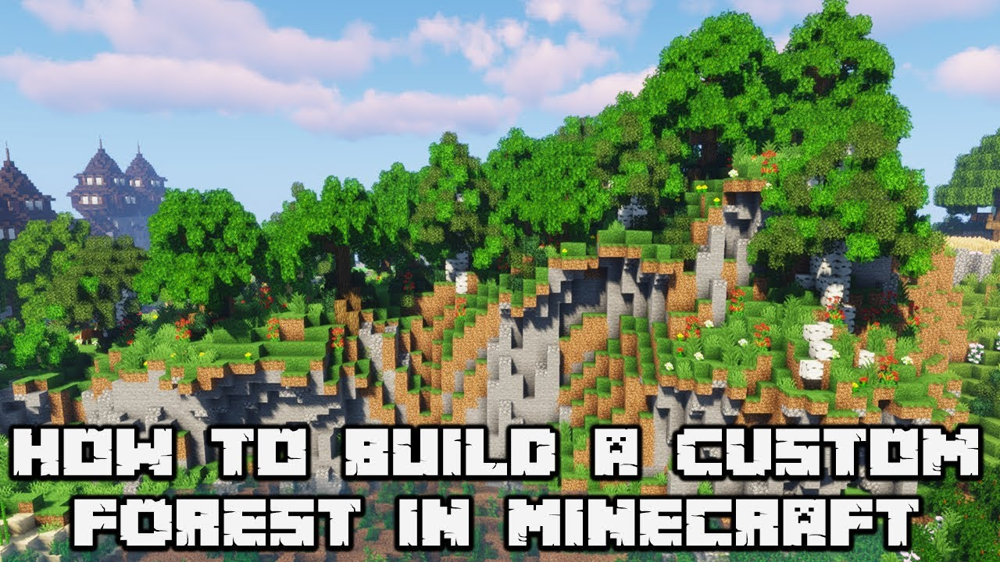 HOW TO BUILD A CUSTOM
FOREST IN MINECRAFT